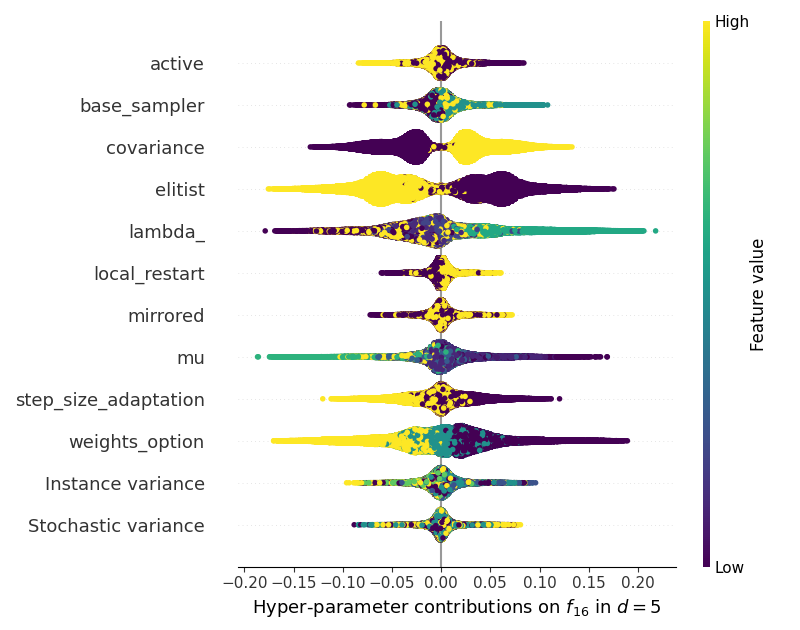 High
active
base_sampler
covariance
elitist
lambda_
local_restart
mirrored
mu
step_size_adaptation
weights_option
Instance variance
Stochastic variance
Feature value
Low
−0.20 −0.15 −0.10 −0.05 0.00 0.05 0.10 0.15 0.20
Hyper-parameter contributions on f₁₆ in d = 5